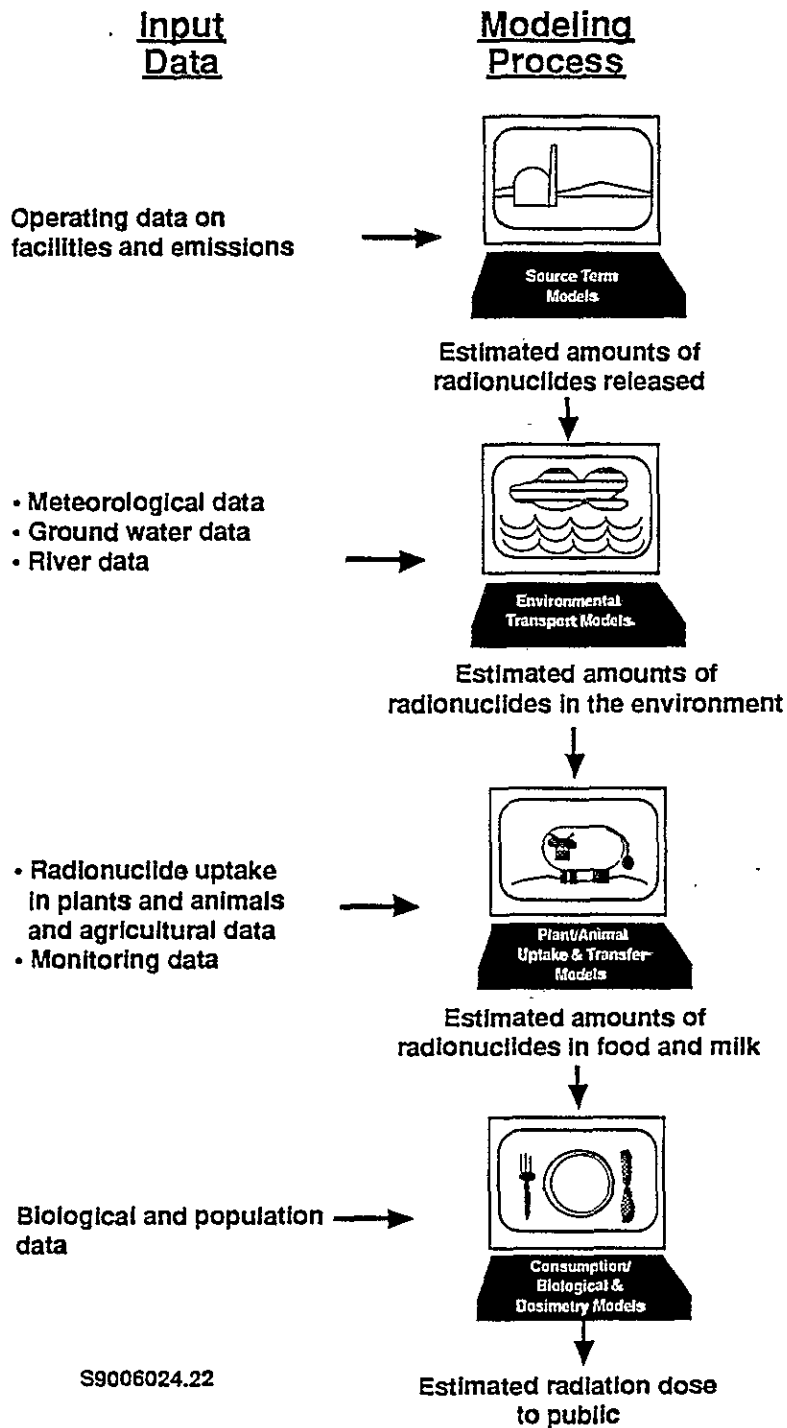 Input
Data
Modeling
Process
Operating data on
facilities and emissions
Source Term
Models
Estimated amounts of
radionuclides released
• Meteorological data
• Ground water data
• River data
Environmental
Transport Models
Estimated amounts of
radionuclides in the environment
• Radionuclide uptake
in plants and animals
and agricultural data
• Monitoring data
Plant/Animal
Uptake & Transfer
Models
Estimated amounts of
radionuclides in food and milk
Biological and population
data
Consumption/
Biological &
Dosimetry Models
S9006024.22
Estimated radiation dose
to public